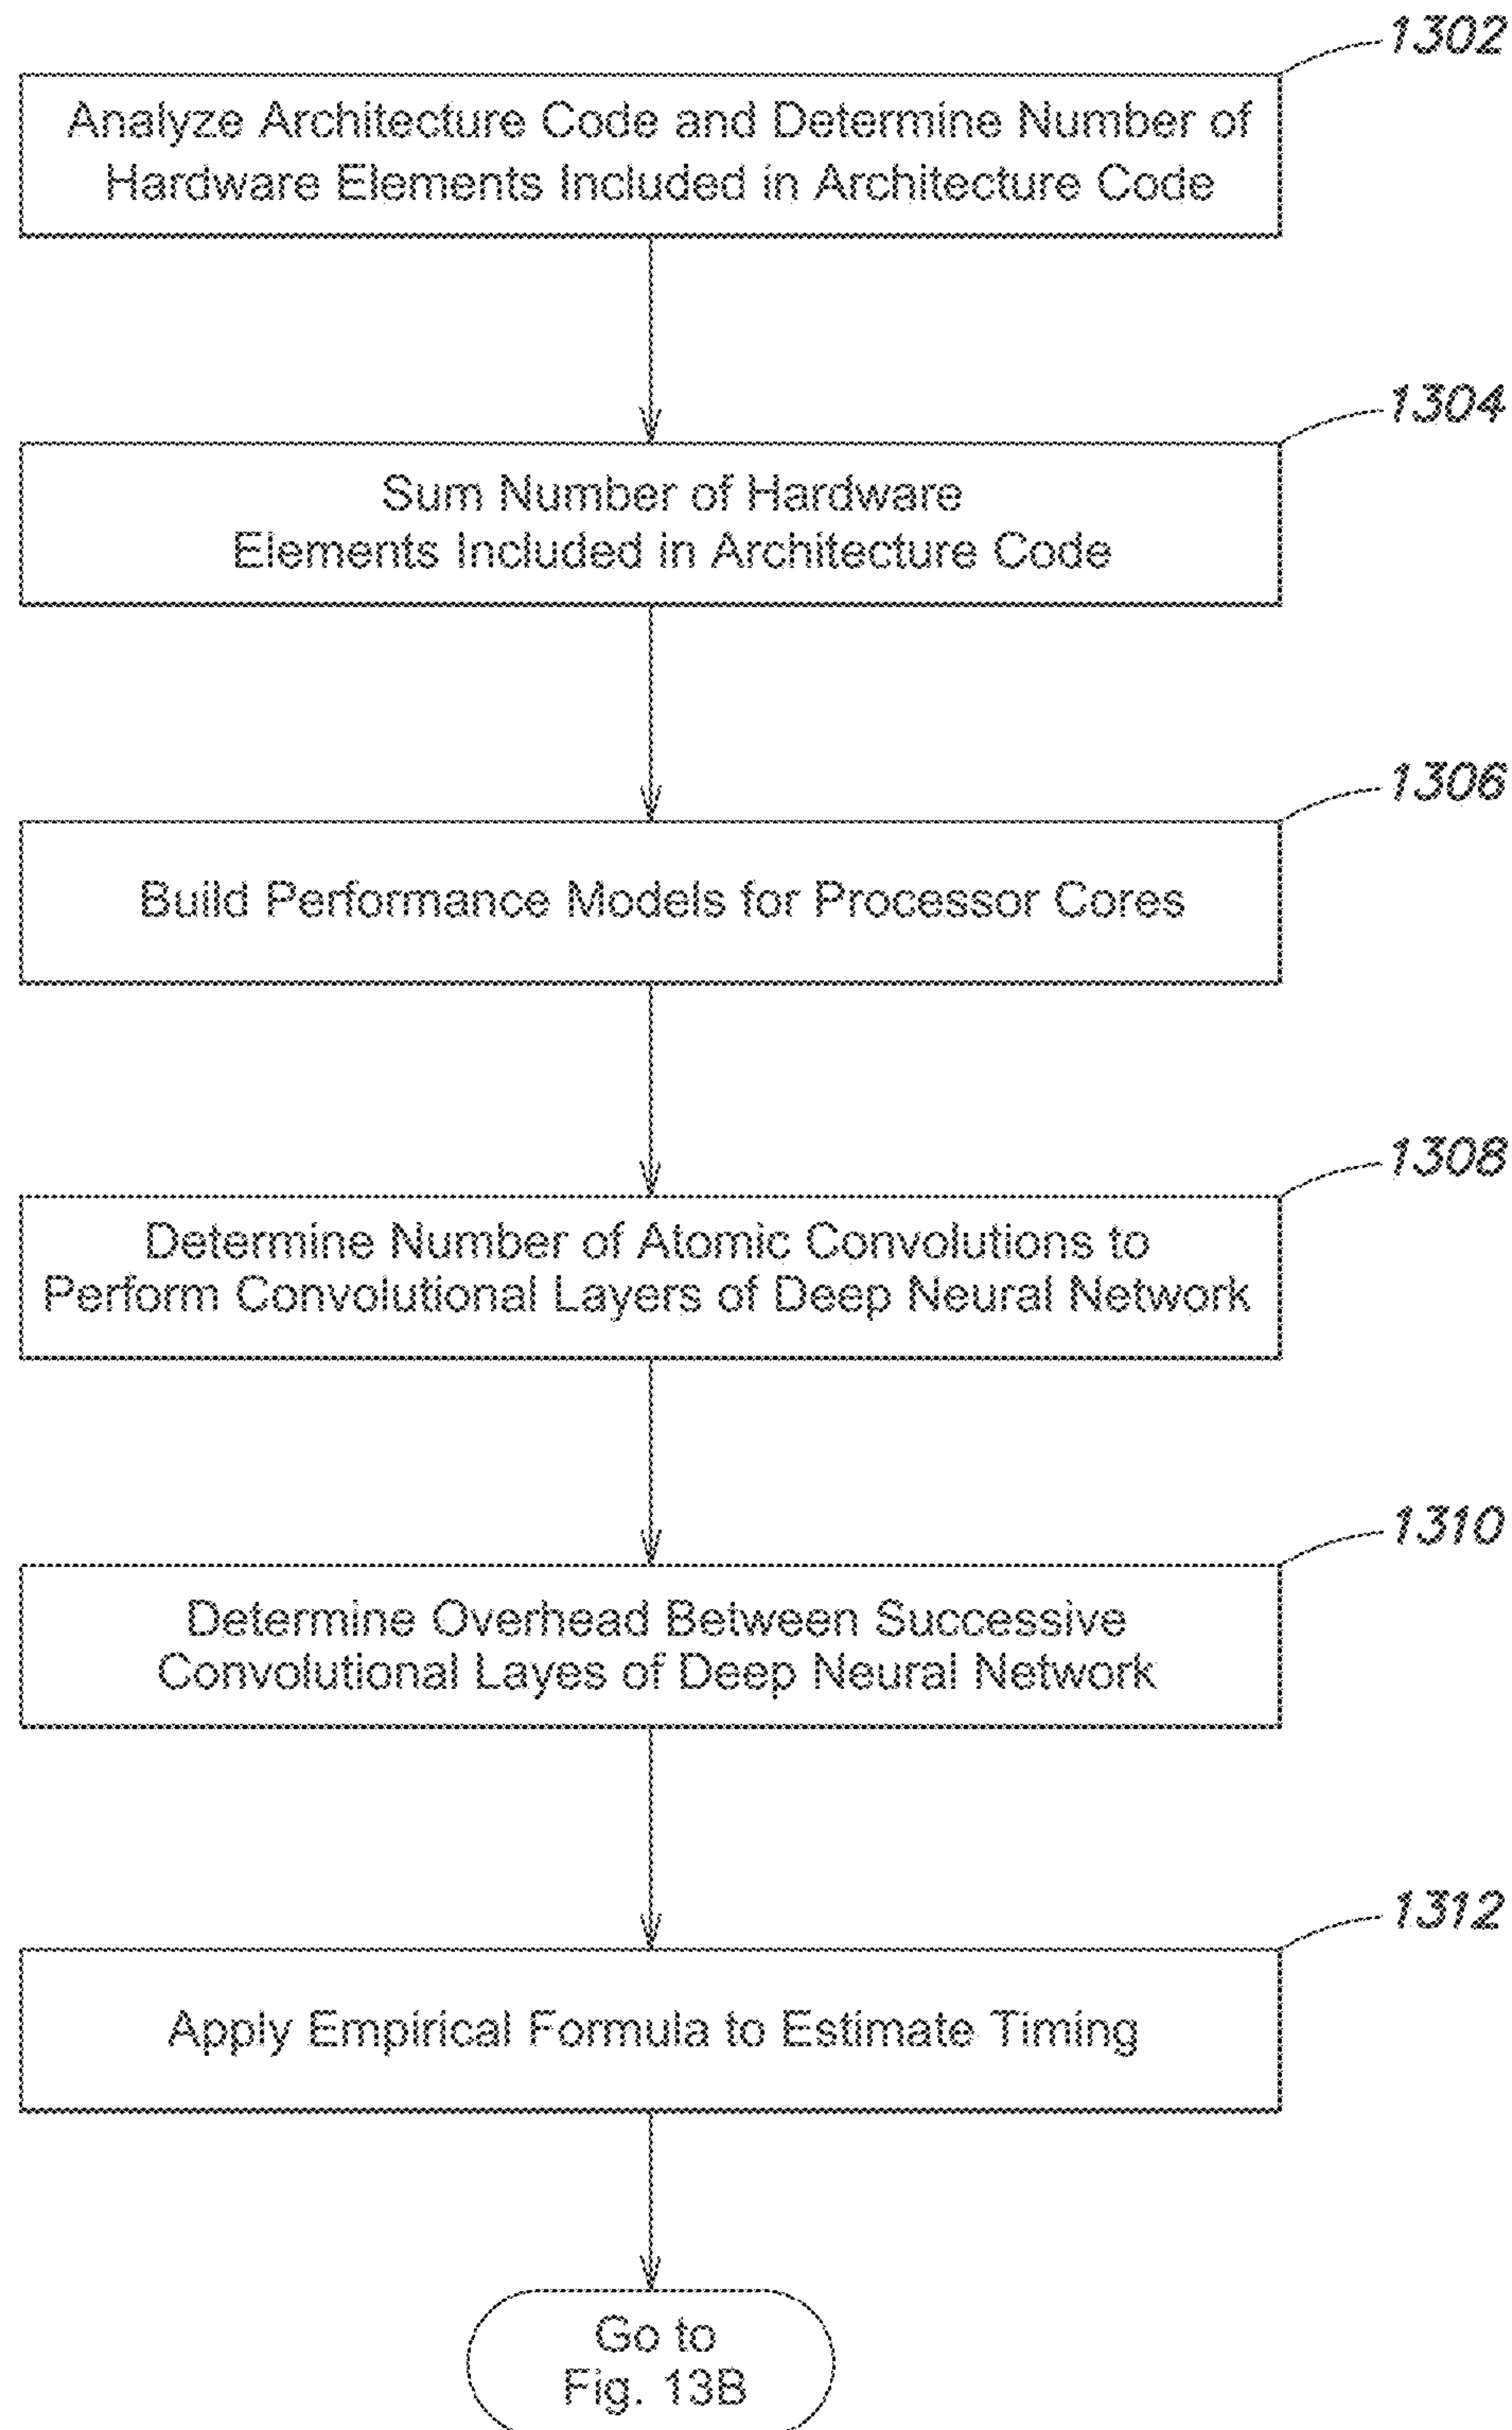 1302
Analyze Architecture Code and Determine Number of
Hardware Elements Included in Architecture Code
1304
Sum Number of Hardware
Elements Included in Architecture Code
1306
Build Performance Models for Processor Cores
1308
Determine Number of Atomic Convolutions to
Perform Convolutional Layers of Deep Neural Network
1310
Determine Overhead Between Successive
Convolutional Layes of Deep Neural Network
1312
Apply Empirical Formula to Estimate Timing
Go to
Fig. 13B